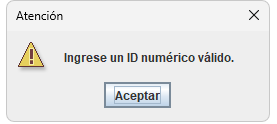 Atención
Ingrese un ID numérico válido.
Aceptar